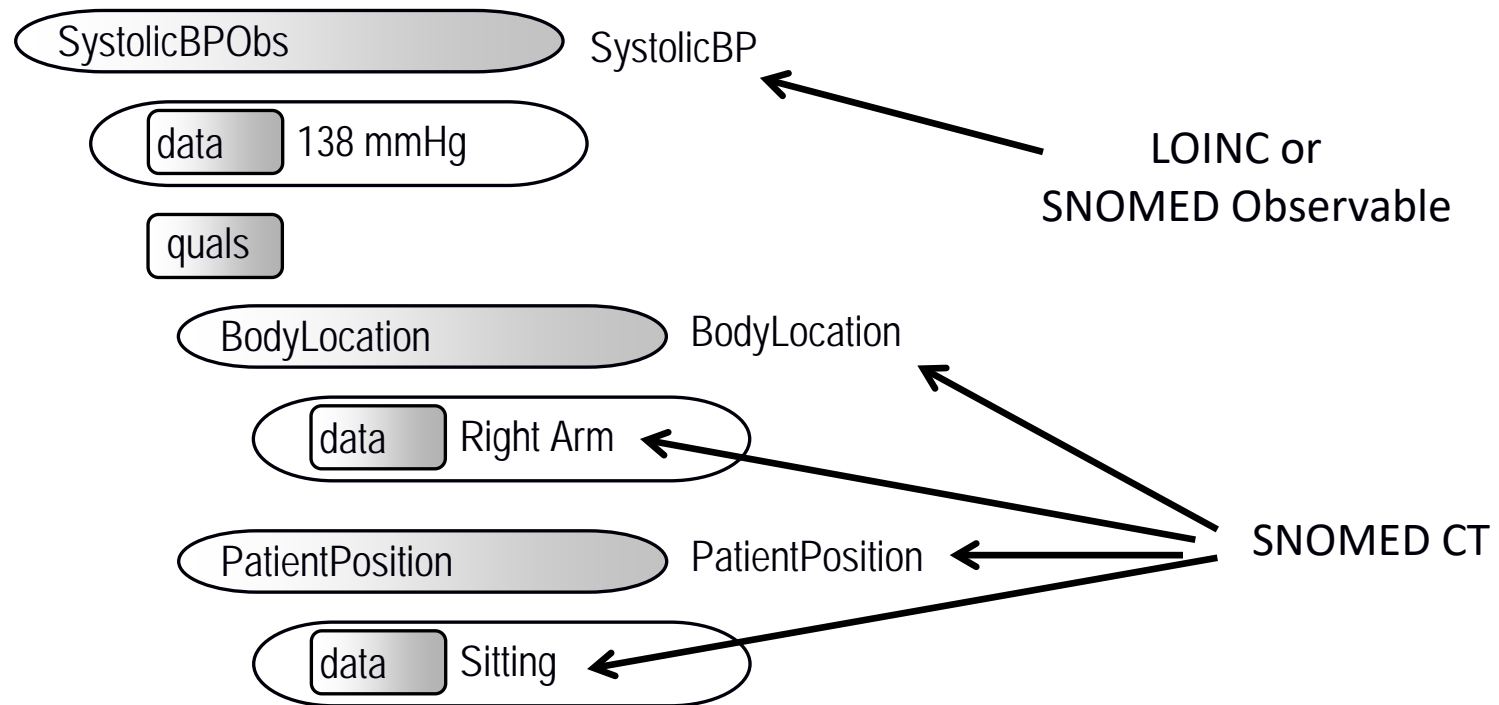 SystolicBPObs SystolicBP
data 138 mmHg
LOINC or
SNOMED Observable
quals
BodyLocation BodyLocation
data Right Arm
SNOMED CT
PatientPosition PatientPosition
data Sitting